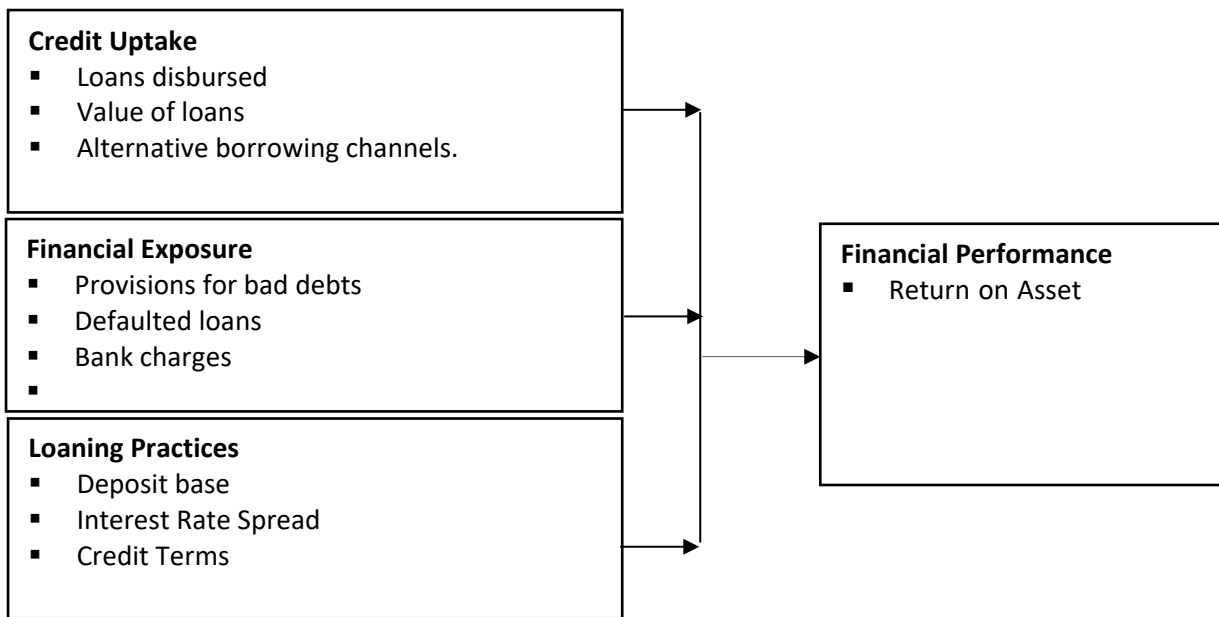 Credit Uptake
▪ Loans disbursed
▪ Value of loans
▪ Alternative borrowing channels.
Financial Exposure
▪ Provisions for bad debts
▪ Defaulted loans
▪ Bank charges
▪
Loaning Practices
▪ Deposit base
▪ Interest Rate Spread
▪ Credit Terms
Financial Performance
▪ Return on Asset